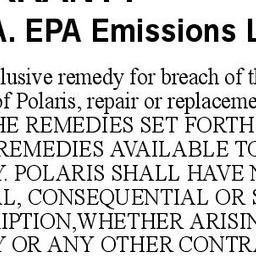 A. EPA Emissions L
lusive remedy for breach of th
of Polaris, repair or replaceme
HE REMEDIES SET FORTH
REMEDIES AVAILABLE TO
Y. POLARIS SHALL HAVE N
AL, CONSEQUENTIAL OR S
RIPTION,WHETHER ARISIN
Y OR ANY OTHER CONTRA